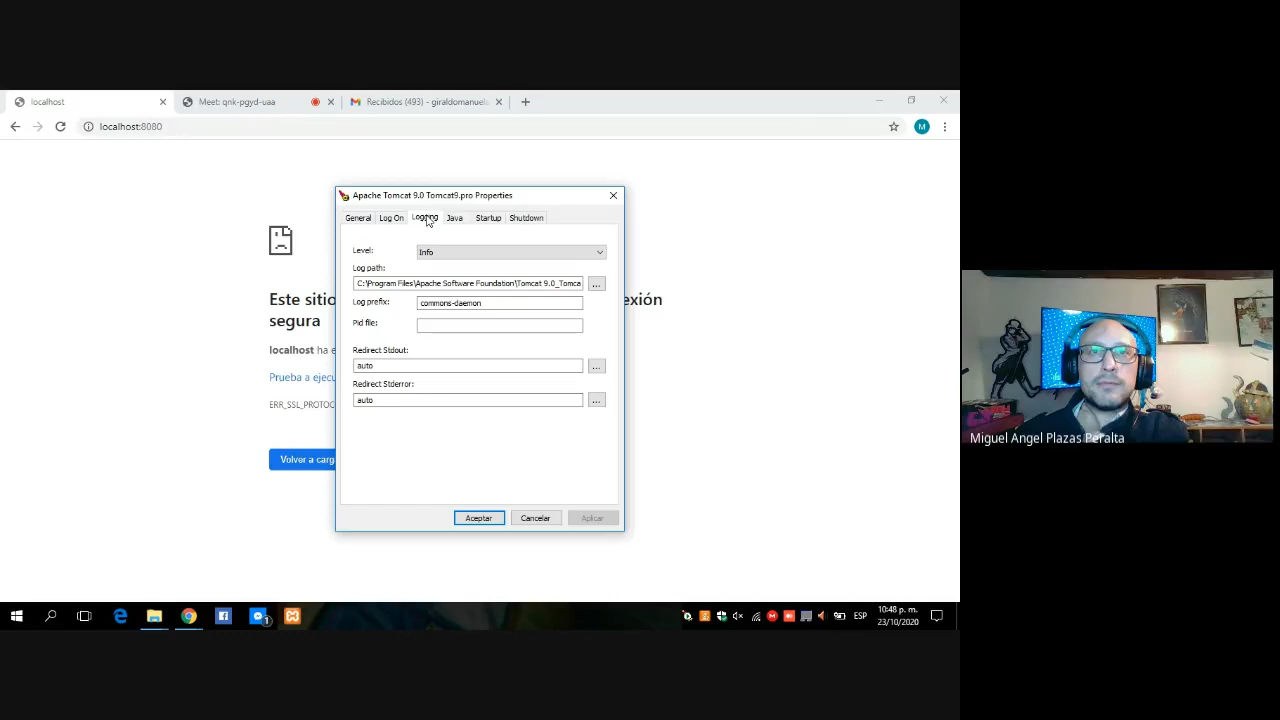 localhost
Meet: qnk-pgyd-uaa
Recibidos (493) - giraldomanuela
localhost:8080
M
Apache Tomcat 9.0 Tomcat9.pro Properties
General
Log On
Logging
Java
Startup
Shutdown
Level:
Info
Log path:
C:\Program Files\Apache Software Foundation\Tomcat 9.0_Tomca
...
Log prefix:
commons-daemon
Pid file:
Redirect Stdout:
auto
...
Redirect Stderror:
auto
...
Aceptar
Cancelar
Aplicar
Este sitio
exión
segura
localhost ha e
Prueba a ejecu
ERR_SSL_PROTOC
Volver a carg
Miguel Angel Plazas Peralta
1
ESP
10:48 p. m.
23/10/2020